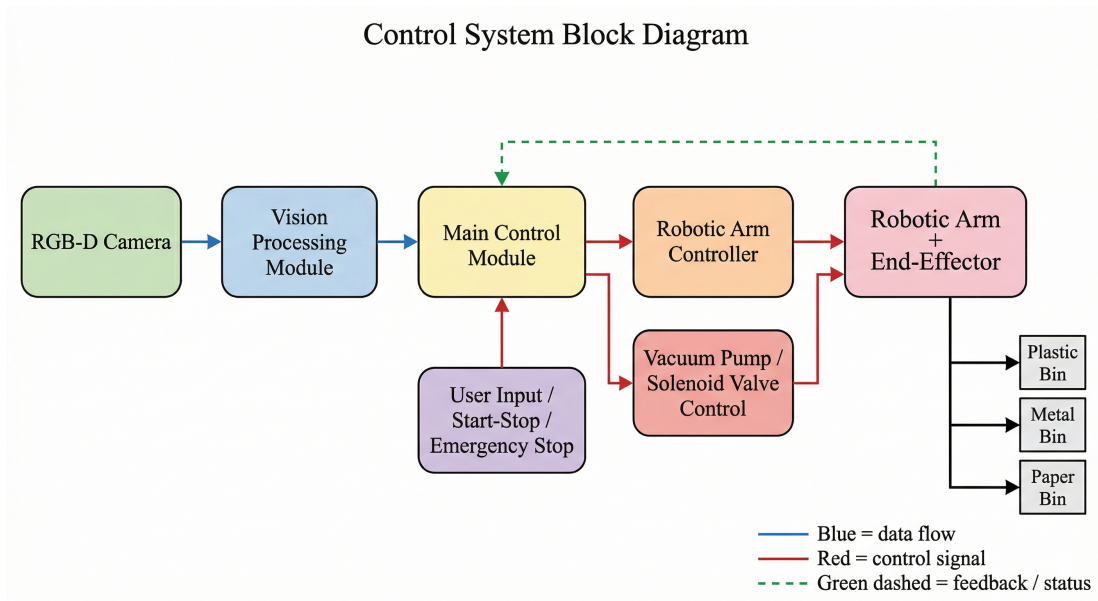 Control System Block Diagram
RGB-D Camera
Vision
Processing
Module
Main Control
Module
Robotic Arm
Controller
Robotic Arm
+
End-Effector
User Input /
Start-Stop /
Emergency Stop
Vacuum Pump /
Solenoid Valve
Control
Plastic
Bin
Metal
Bin
Paper
Bin
Blue = data flow
Red = control signal
Green dashed = feedback / status